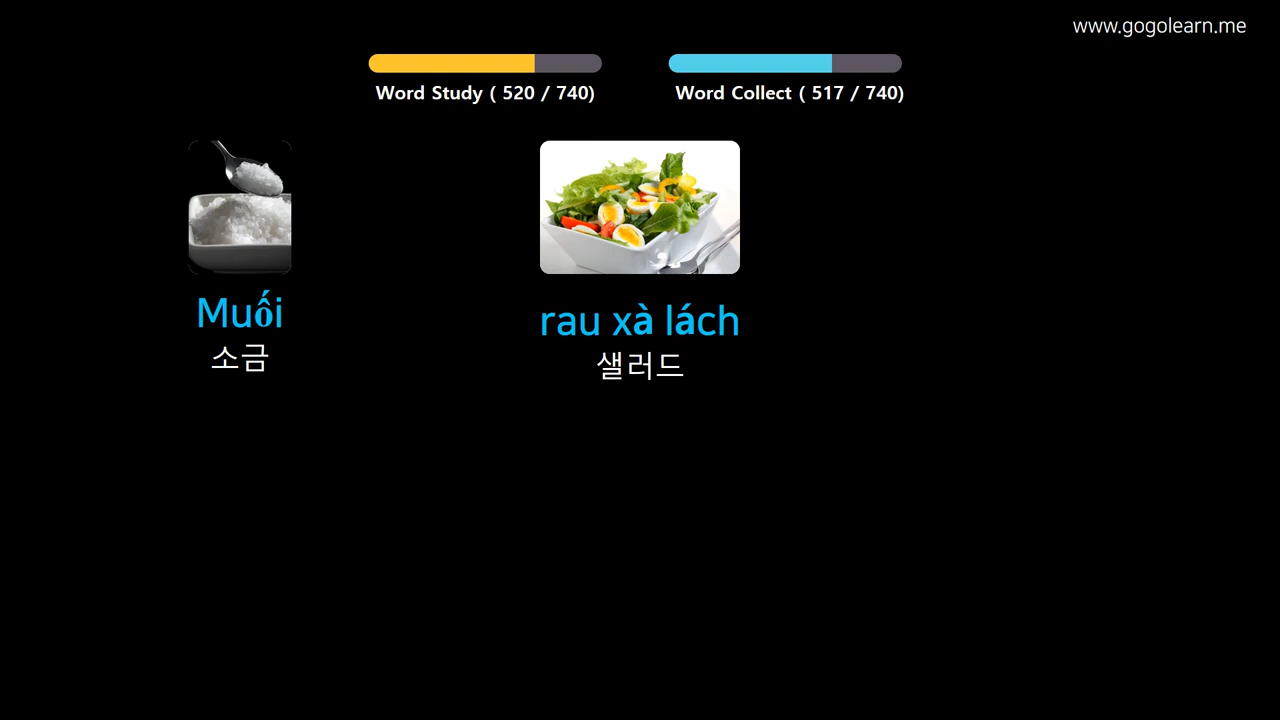 www.gogolearn.me
Word Study ( 520 / 740)
Word Collect ( 517 / 740)
Muối
소금
rau xà lách
샐러드